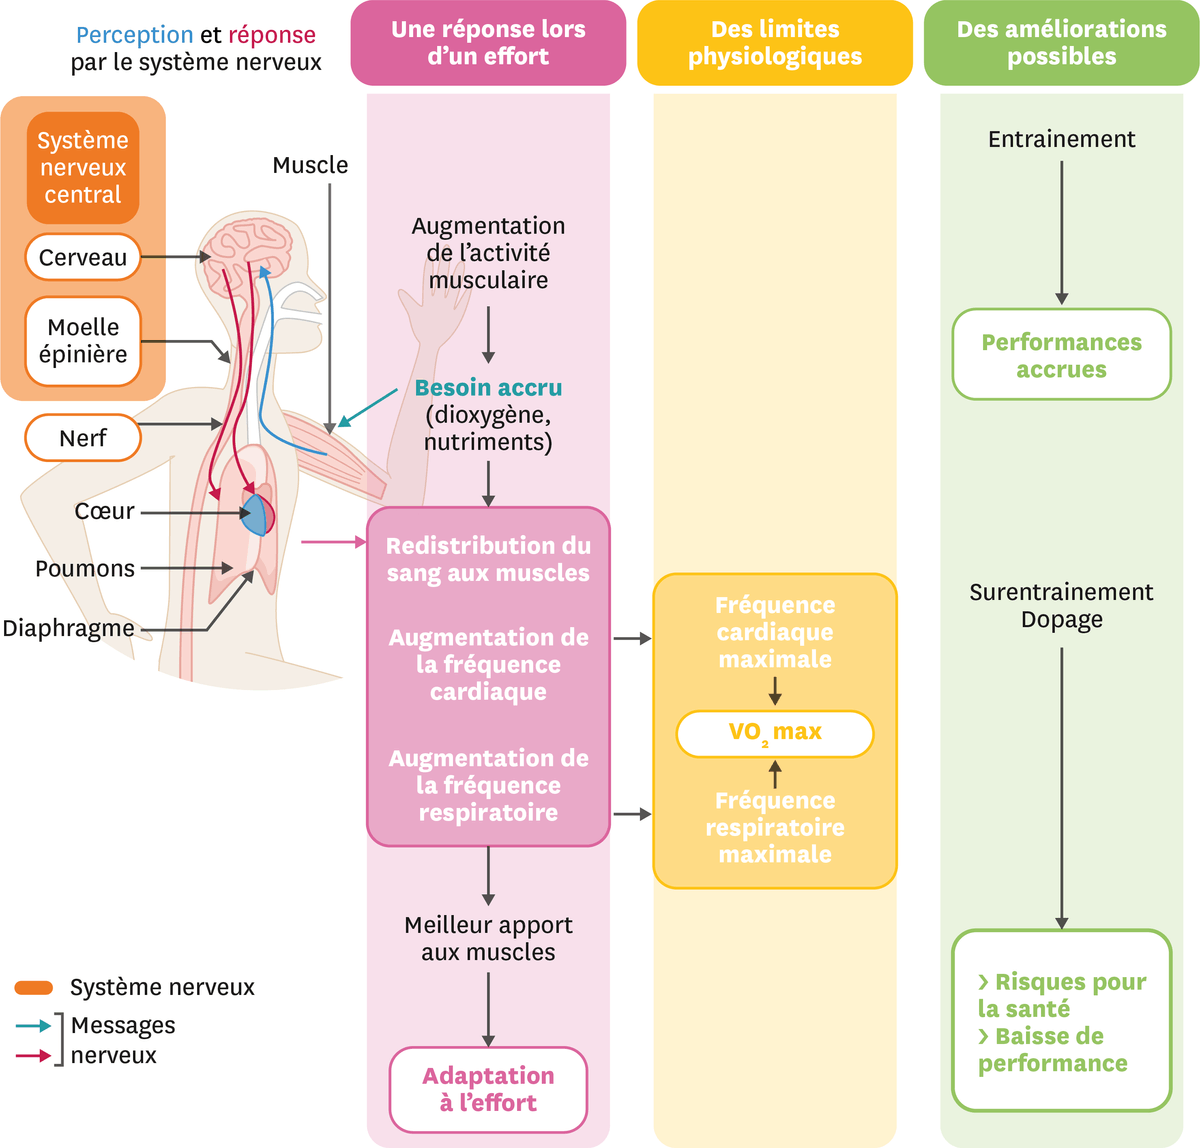 Perception et réponse
par le système nerveux
Système
nerveux
central
Cerveau
Moelle
épinière
Nerf
Cœur
Poumons
Diaphragme
Muscle
Système nerveux
Messages
nerveux
Une réponse lors
d'un effort
Augmentation
de l'activité
musculaire
Besoin accru
(dioxygène,
nutriments)
Redistribution du
sang aux muscles
Augmentation de
la fréquence
cardiaque
Augmentation de
la fréquence
respiratoire
Meilleur apport
aux muscles
Adaptation
à l'effort
Des limites
physiologiques
Fréquence
cardiaque
maximale
VO₂ max
Fréquence
respiratoire
maximale
Des améliorations
possibles
Entrainement
Performances
accrues
Surentrainement
Dopage
› Risques pour
la santé
› Baisse de
performance